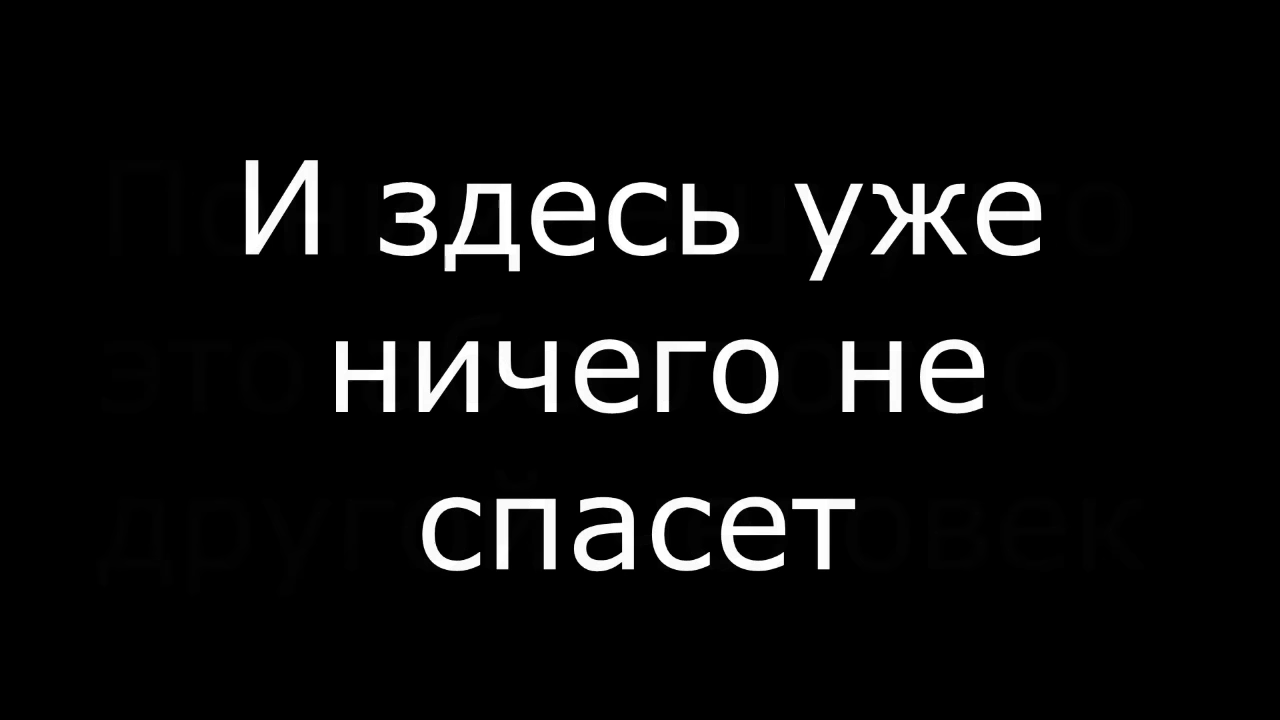 И здесь уже
ничего не
спасет